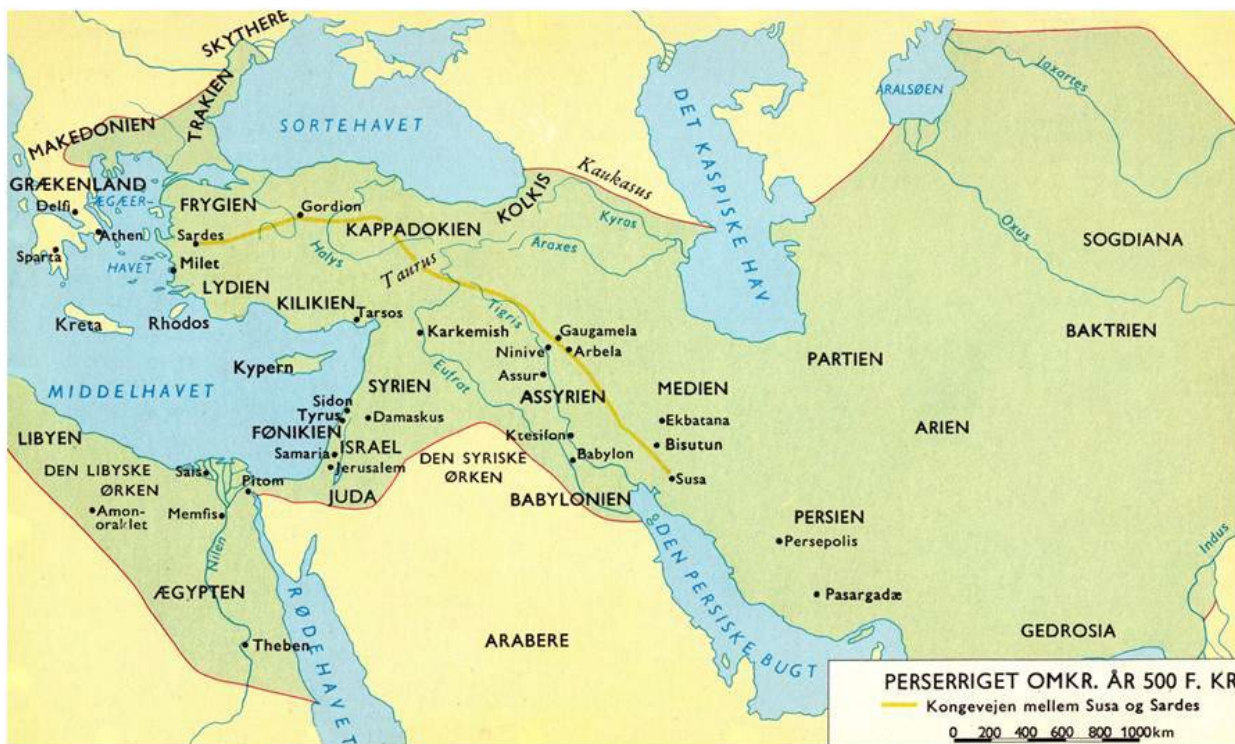 SKYTHERE
TRAKIEN
MAKEDONIEN
SORTEHAVET
DET KASPISKE HAV
ARALSØEN
Jaxartes
Oxus
SOGDIANA
BAKTRIEN
GRÆKENLAND
Delfi
ÆGÆER-
HAVET
Athen
Sparta
FRYGIEN
Sardes
Gordion
Milet
LYDIEN
Halys
KAPPADOKIEN
KOLKIS
Kaukasus
Kyros
Araxes
Taurus
KILIKIEN
Tarsos
Kreta
Rhodos
Kypern
MIDDELHAVET
Karkemish
Tigris
Gaugamela
Ninive
Arbela
Assur
ASSYRIEN
Eufrat
SYRIEN
MEDIEN
PARTIEN
ARIEN
Sidon
Tyrus
Damaskus
FØNIKIEN
ISRAEL
Samaria
Jerusalem
JUDA
Ekbatana
Bisutun
Ktesifon
Babylon
Susa
BABYLONIEN
DEN SYRISKE
ØRKEN
LIBYEN
DEN LIBYSKE
ØRKEN
Sais
Pitom
Amon-
oraklet
Memfis
Nilen
ÆGYPTEN
Theben
RØDEHAVET
ARABERE
DEN PERSISKE BUGT
PERSIEN
Persepolis
Pasargadæ
GEDROSIA
Indus
PERSERRIGET OMKR. ÅR 500 F. KR
Kongevejen mellem Susa og Sardes
0 200 400 600 800 1000km